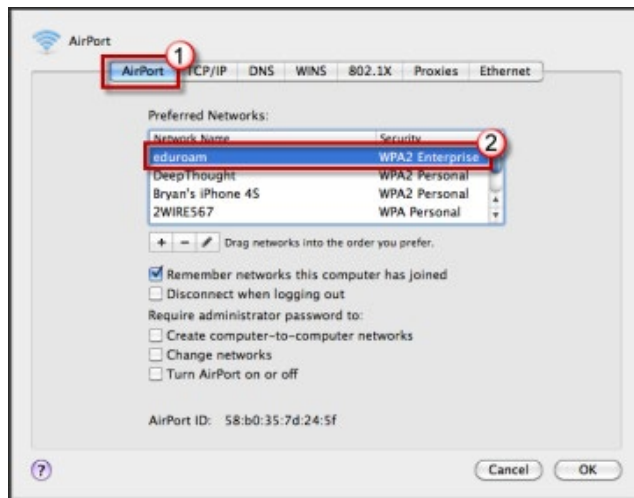 AirPort
1
AirPort TCP/IP DNS WINS 802.1X Proxies Ethernet
Preferred Networks:
Network Name Security
2
eduroam WPA2 Enterprise
DeepThought WPA2 Personal
Bryan's iPhone 4S WPA2 Personal
2WIRE567 WPA Personal
+ − Drag networks into the order you prefer.
Remember networks this computer has joined
Disconnect when logging out
Require administrator password to:
Create computer-to-computer networks
Change networks
Turn AirPort on or off
AirPort ID: 58:b0:35:7d:24:5f
? Cancel OK